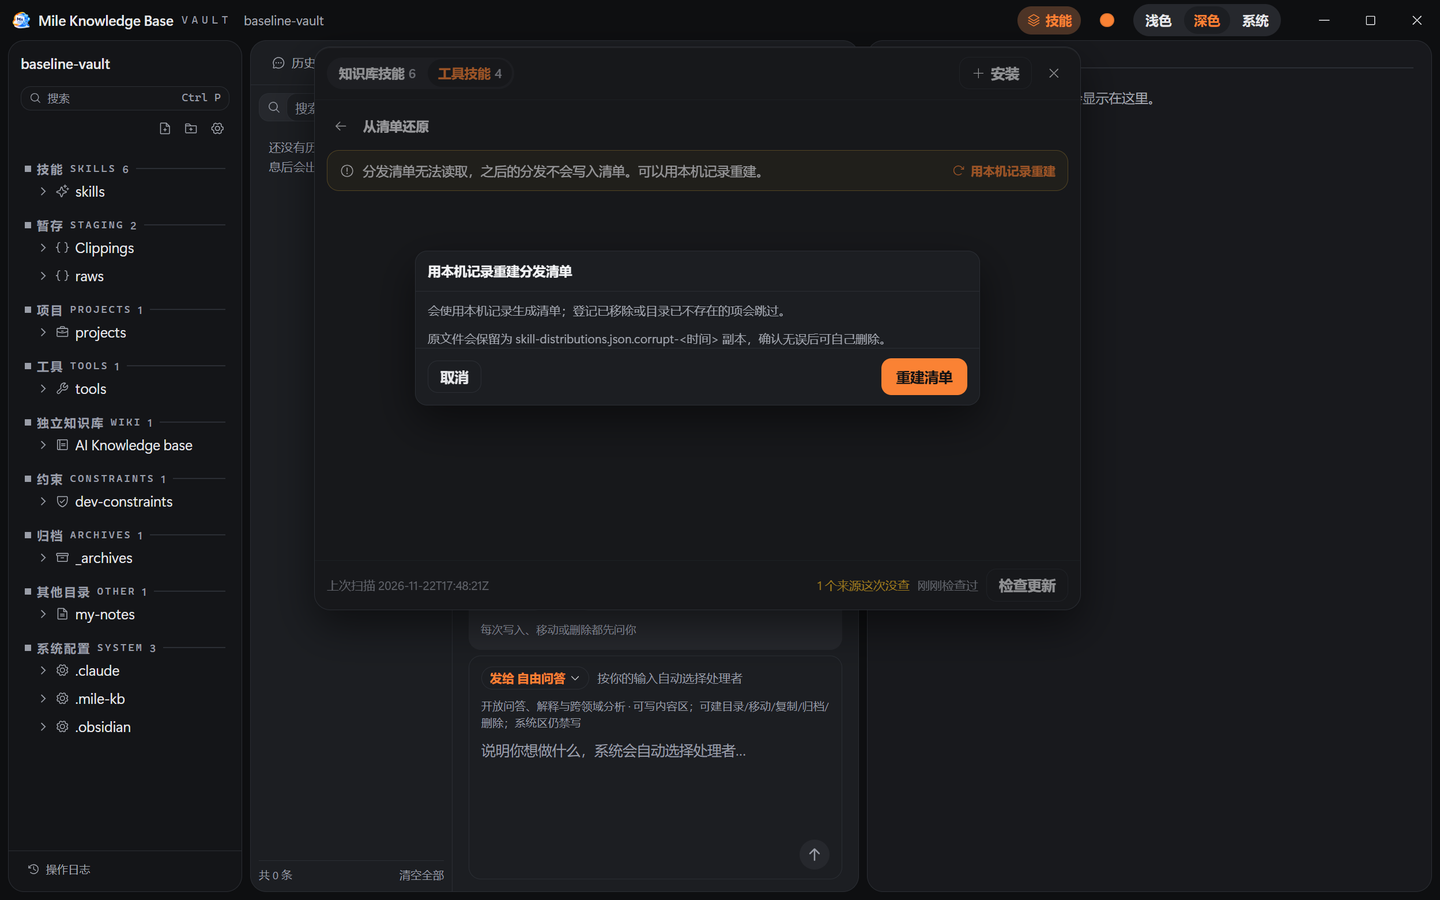 Mile Knowledge Base VAULT baseline-vault
技能
浅色 深色 系统
baseline-vault
搜索 Ctrl P
技能 SKILLS 6
skills
暂存 STAGING 2
Clippings
raws
项目 PROJECTS 1
projects
工具 TOOLS 1
tools
独立知识库 WIKI 1
AI Knowledge base
约束 CONSTRAINTS 1
dev-constraints
归档 ARCHIVES 1
_archives
其他目录 OTHER 1
my-notes
系统配置 SYSTEM 3
.claude
.mile-kb
.obsidian
操作日志
历史
搜索
还没有历
息后会出
共 0 条 清空全部
知识库技能 6 工具技能 4
安装
从清单还原
分发清单无法读取，之后的分发不会写入清单。可以用本机记录重建。 用本机记录重建
用本机记录重建分发清单
会使用本机记录生成清单；登记已移除或目录已不存在的项会跳过。
原文件会保留为 skill-distributions.json.corrupt-<时间> 副本，确认无误后可自己删除。
取消 重建清单
上次扫描 2026-11-22T17:48:21Z 1 个来源这次没查 刚刚检查过 检查更新
每次写入、移动或删除都先问你
发给 自由问答 按你的输入自动选择处理者
开放问答、解释与跨领域分析 · 可写内容区；可建目录/移动/复制/归档/
删除；系统区仍禁写
说明你想做什么，系统会自动选择处理者...
显示在这里。